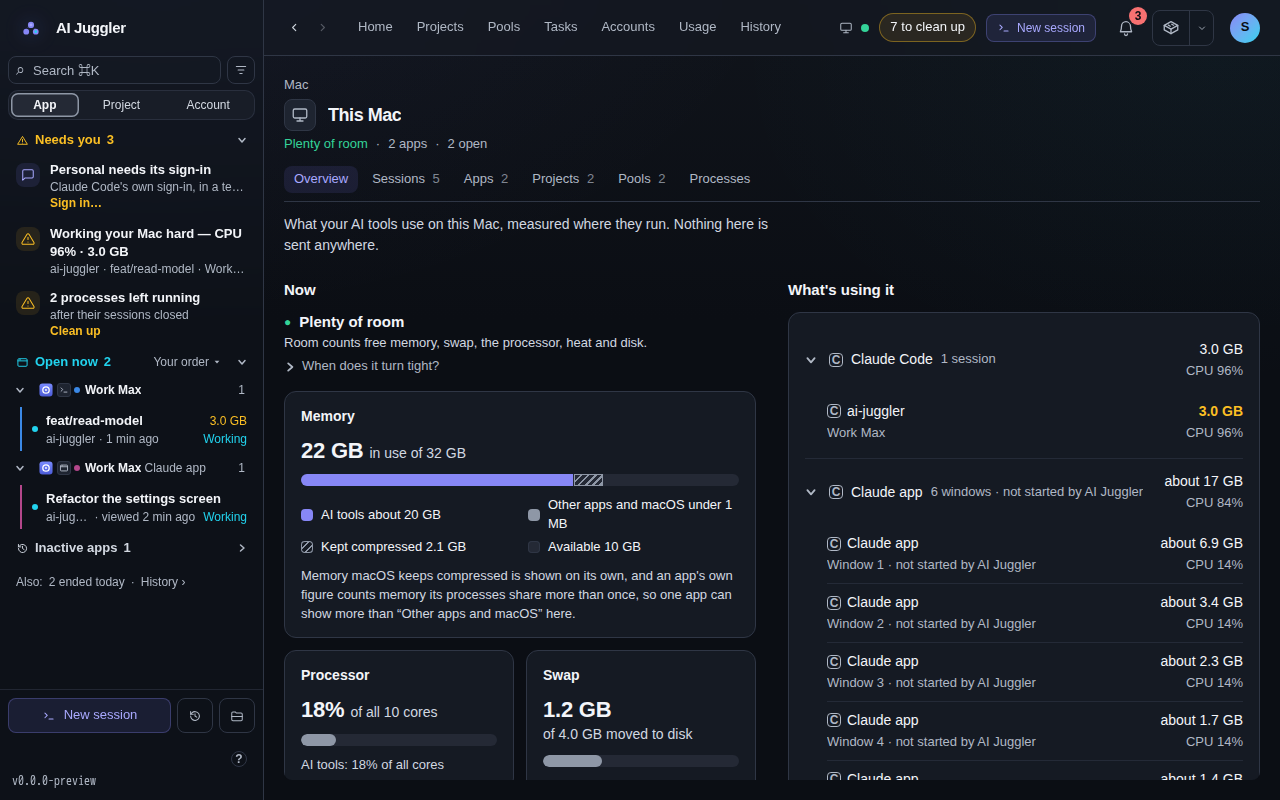 AI Juggler
Search ⌘K
App
Project
Account
Needs you 3
Personal needs its sign-in
Claude Code's own sign-in, in a te…
Sign in…
Working your Mac hard — CPU
96% · 3.0 GB
ai-juggler · feat/read-model · Work…
2 processes left running
after their sessions closed
Clean up
Open now 2
Your order
Work Max
1
feat/read-model
3.0 GB
ai-juggler · 1 min ago
Working
Work Max Claude app
1
Refactor the settings screen
ai-jug… · viewed 2 min ago
Working
Inactive apps 1
Also: 2 ended today · History ›
New session
?
v0.0.0-preview
Home
Projects
Pools
Tasks
Accounts
Usage
History
7 to clean up
New session
3
S
Mac
This Mac
Plenty of room · 2 apps · 2 open
Overview
Sessions 5
Apps 2
Projects 2
Pools 2
Processes
What your AI tools use on this Mac, measured where they run. Nothing here is
sent anywhere.
Now
Plenty of room
Room counts free memory, swap, the processor, heat and disk.
When does it turn tight?
Memory
22 GB in use of 32 GB
AI tools about 20 GB
Other apps and macOS under 1
MB
Kept compressed 2.1 GB
Available 10 GB
Memory macOS keeps compressed is shown on its own, and an app's own
figure counts memory its processes share more than once, so one app can
show more than “Other apps and macOS” here.
Processor
18% of all 10 cores
AI tools: 18% of all cores
Swap
1.2 GB
of 4.0 GB moved to disk
What's using it
C Claude Code 1 session
3.0 GB
CPU 96%
C ai-juggler
3.0 GB
Work Max
CPU 96%
C Claude app 6 windows · not started by AI Juggler
about 17 GB
CPU 84%
C Claude app
about 6.9 GB
Window 1 · not started by AI Juggler
CPU 14%
C Claude app
about 3.4 GB
Window 2 · not started by AI Juggler
CPU 14%
C Claude app
about 2.3 GB
Window 3 · not started by AI Juggler
CPU 14%
C Claude app
about 1.7 GB
Window 4 · not started by AI Juggler
CPU 14%
C Claude app
about 1.4 GB